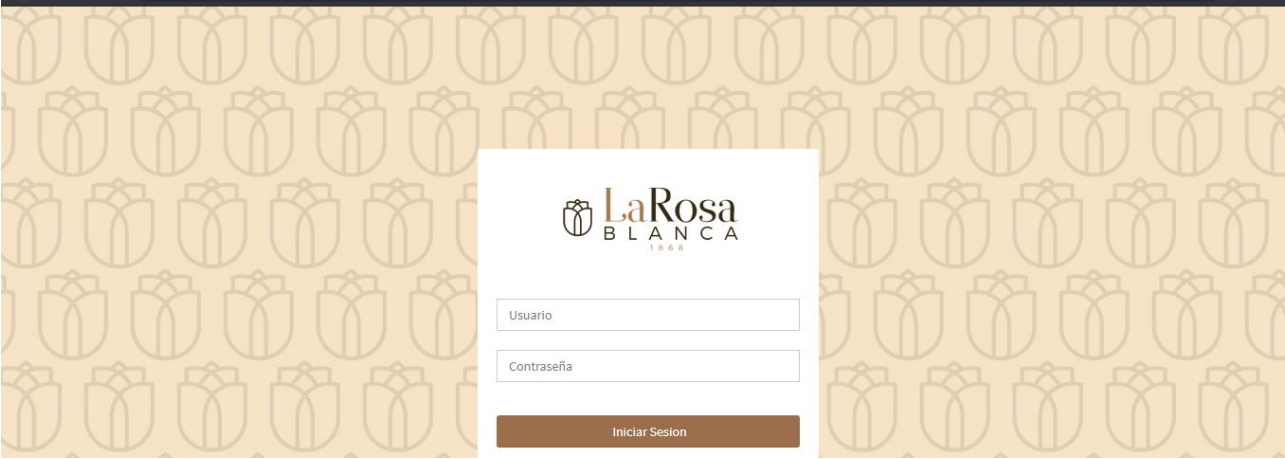 LaRosa
BLANCA
1868
Usuario
Contraseña
Iniciar Sesion